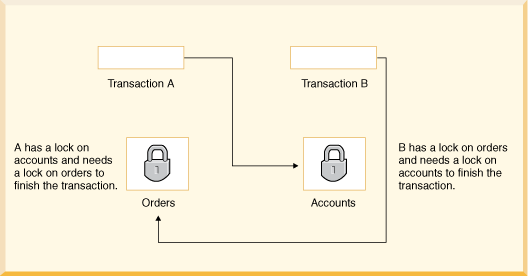 Transaction A
Transaction B
A has a lock on
accounts and needs
a lock on orders to
finish the transaction.
1
1
B has a lock on orders
and needs a lock on
accounts to finish the
transaction.
Orders
Accounts